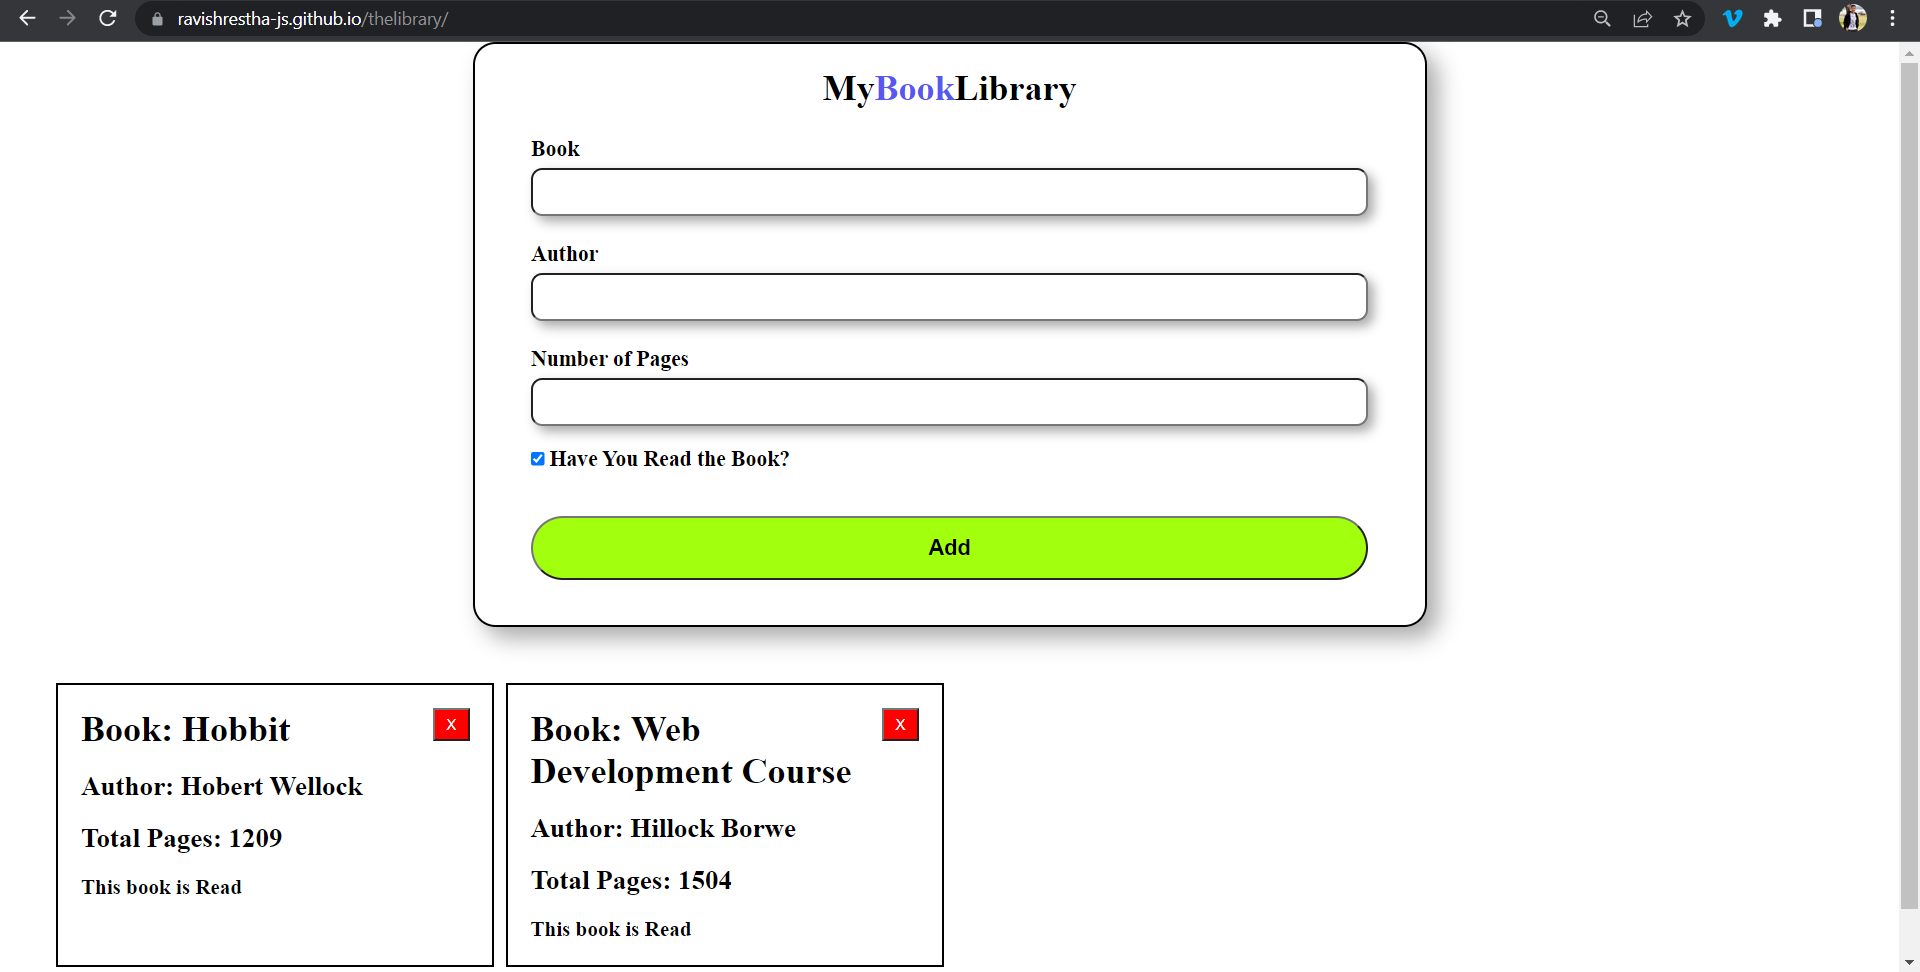 ravishrestha-js.github.io/thelibrary/
MyBookLibrary
Book
Author
Number of Pages
Have You Read the Book?
Add
Book: Hobbit
X
Author: Hobert Wellock
Total Pages: 1209
This book is Read
Book: Web
Development Course
X
Author: Hillock Borwe
Total Pages: 1504
This book is Read